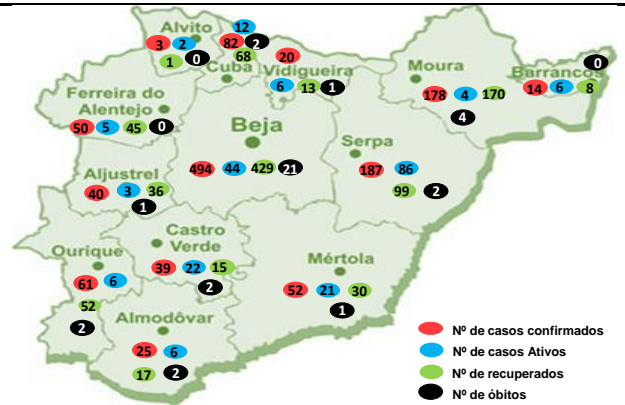 Alvito
3 2
1 0
12
82 2
68
Cuba
20
Vidigueira
6 13 1
Moura
178 4 170
4
0
Barrancos
14 6 8
Ferreira do
Alentejo
50 5 45 0
Beja
494 44 429 21
Serpa
187 86
99 2
Aljustrel
40 3 36
1
Castro
Verde
39 22 15
2
Ourique
61 6
52
2
Mértola
52 21 30
1
Almodôvar
25 6
17 2
Nº de casos confirmados
Nº de casos Ativos
Nº de recuperados
Nº de óbitos